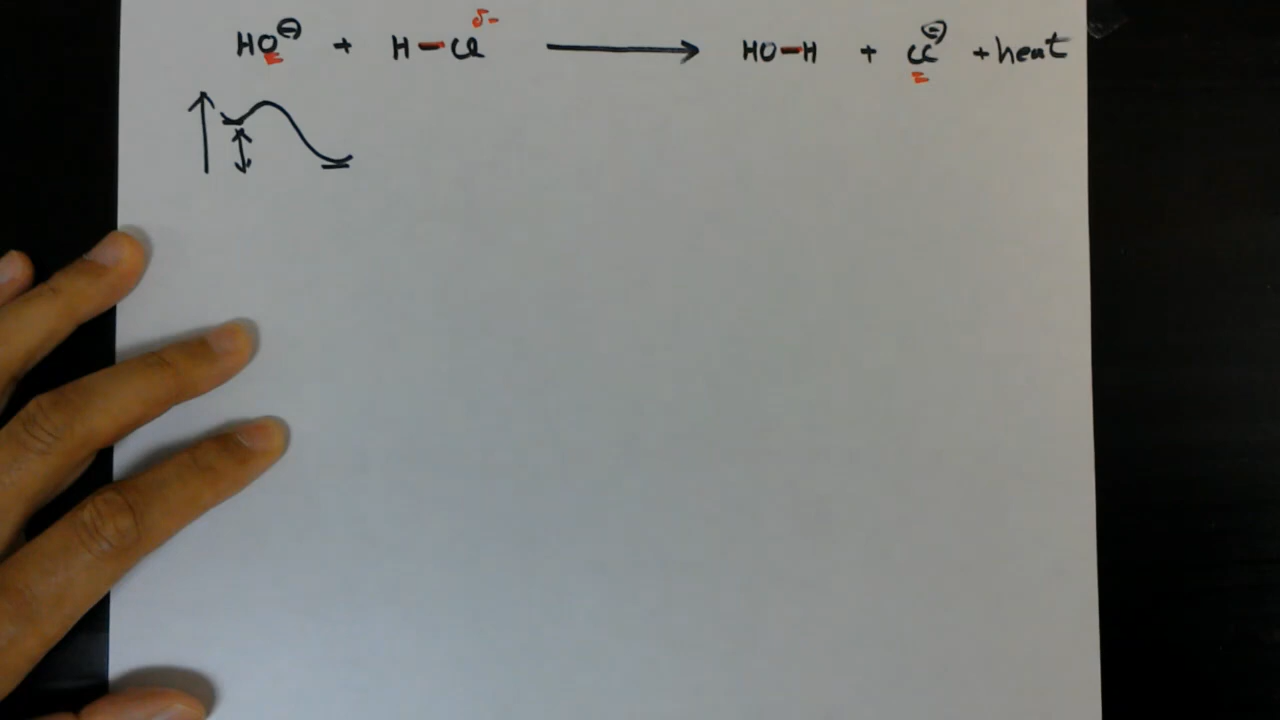 HO⊖ + H–Cl δ- ⟶ HO–H + Cl⊖ + heat